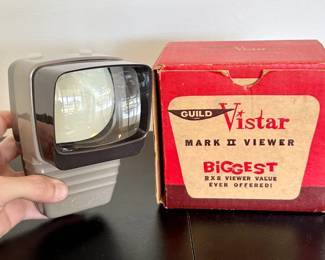 GUILD
Vistar
MARK II VIEWER
BiGGEST
2X2 VIEWER VALUE
EVER OFFERED!